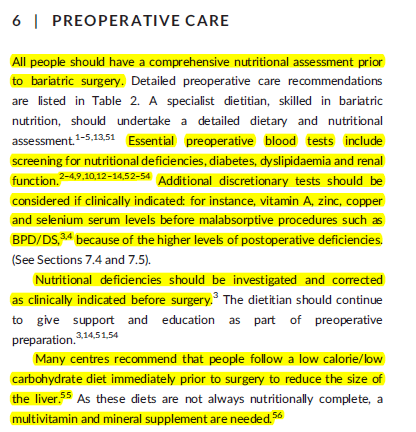 6 | PREOPERATIVE CARE
All people should have a comprehensive nutritional assessment prior
to bariatric surgery. Detailed preoperative care recommendations
are listed in Table 2. A specialist dietitian, skilled in bariatric
nutrition, should undertake a detailed dietary and nutritional
assessment.1–5,13,51 Essential preoperative blood tests include
screening for nutritional deficiencies, diabetes, dyslipidaemia and renal
function.2–4,9,10,12–14,52–54 Additional discretionary tests should be
considered if clinically indicated: for instance, vitamin A, zinc, copper
and selenium serum levels before malabsorptive procedures such as
BPD/DS,3,4 because of the higher levels of postoperative deficiencies.
(See Sections 7.4 and 7.5).
Nutritional deficiencies should be investigated and corrected
as clinically indicated before surgery.3 The dietitian should continue
to give support and education as part of preoperative
preparation.3,14,51,54
Many centres recommend that people follow a low calorie/low
carbohydrate diet immediately prior to surgery to reduce the size of
the liver.55 As these diets are not always nutritionally complete, a
multivitamin and mineral supplement are needed.56